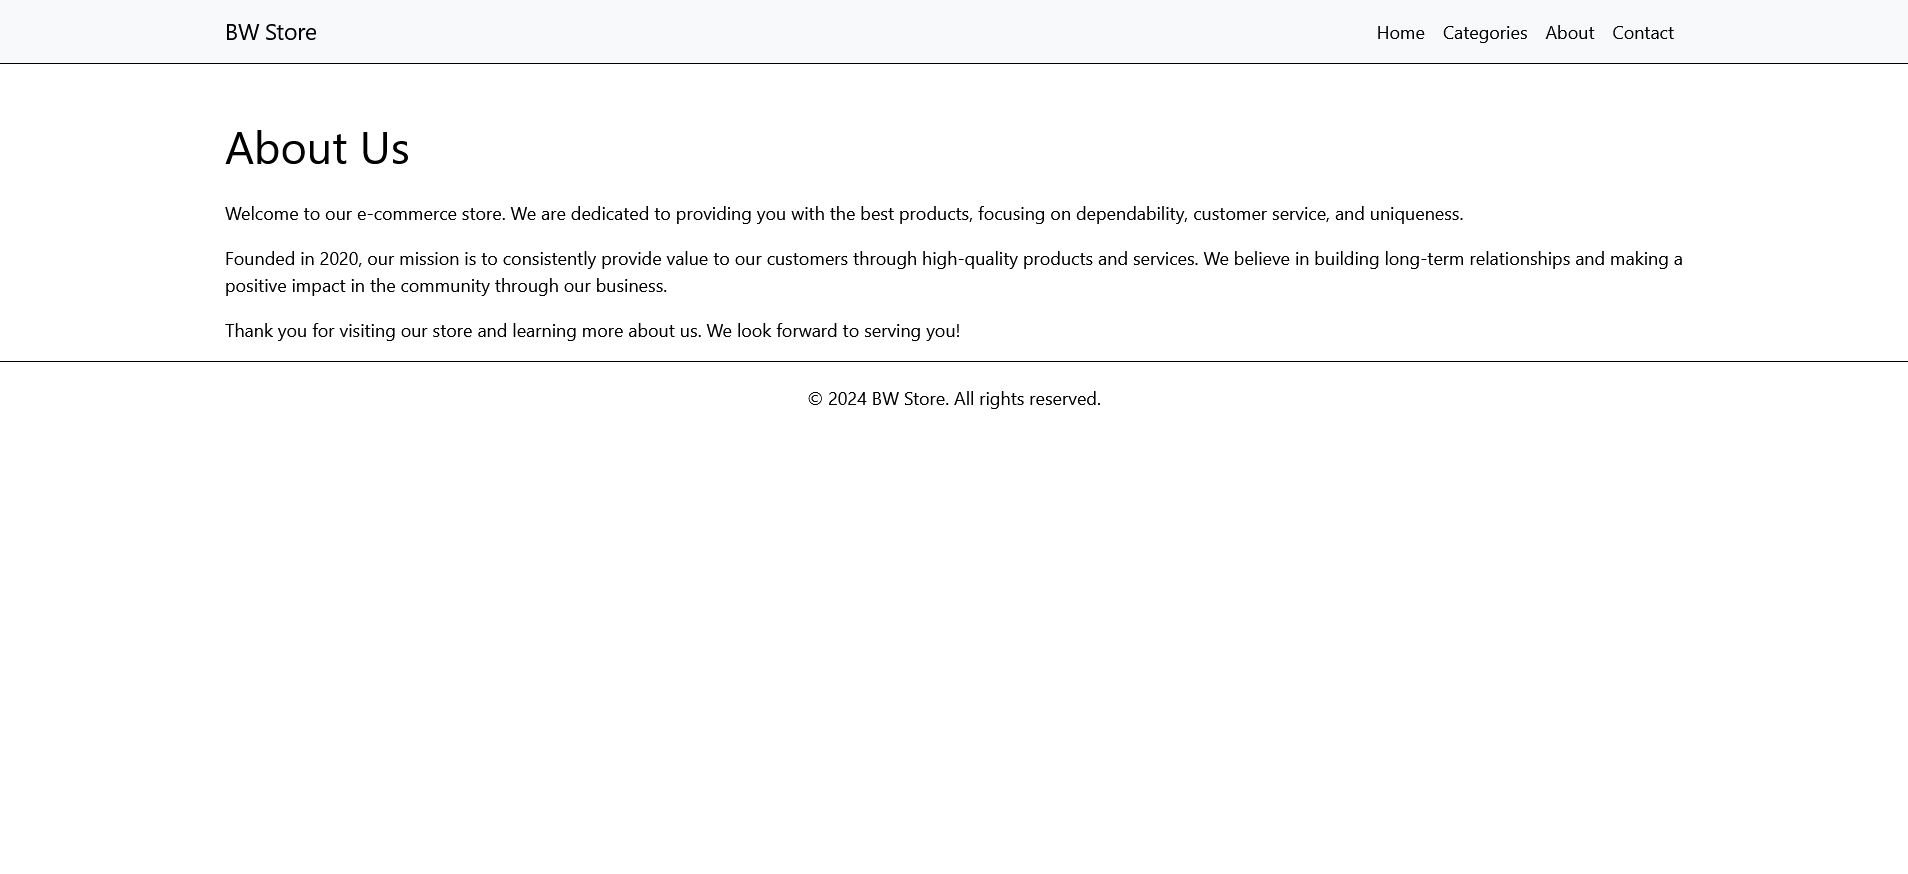 BW Store
Home Categories About Contact
About Us
Welcome to our e-commerce store. We are dedicated to providing you with the best products, focusing on dependability, customer service, and uniqueness.
Founded in 2020, our mission is to consistently provide value to our customers through high-quality products and services. We believe in building long-term relationships and making a
positive impact in the community through our business.
Thank you for visiting our store and learning more about us. We look forward to serving you!
© 2024 BW Store. All rights reserved.